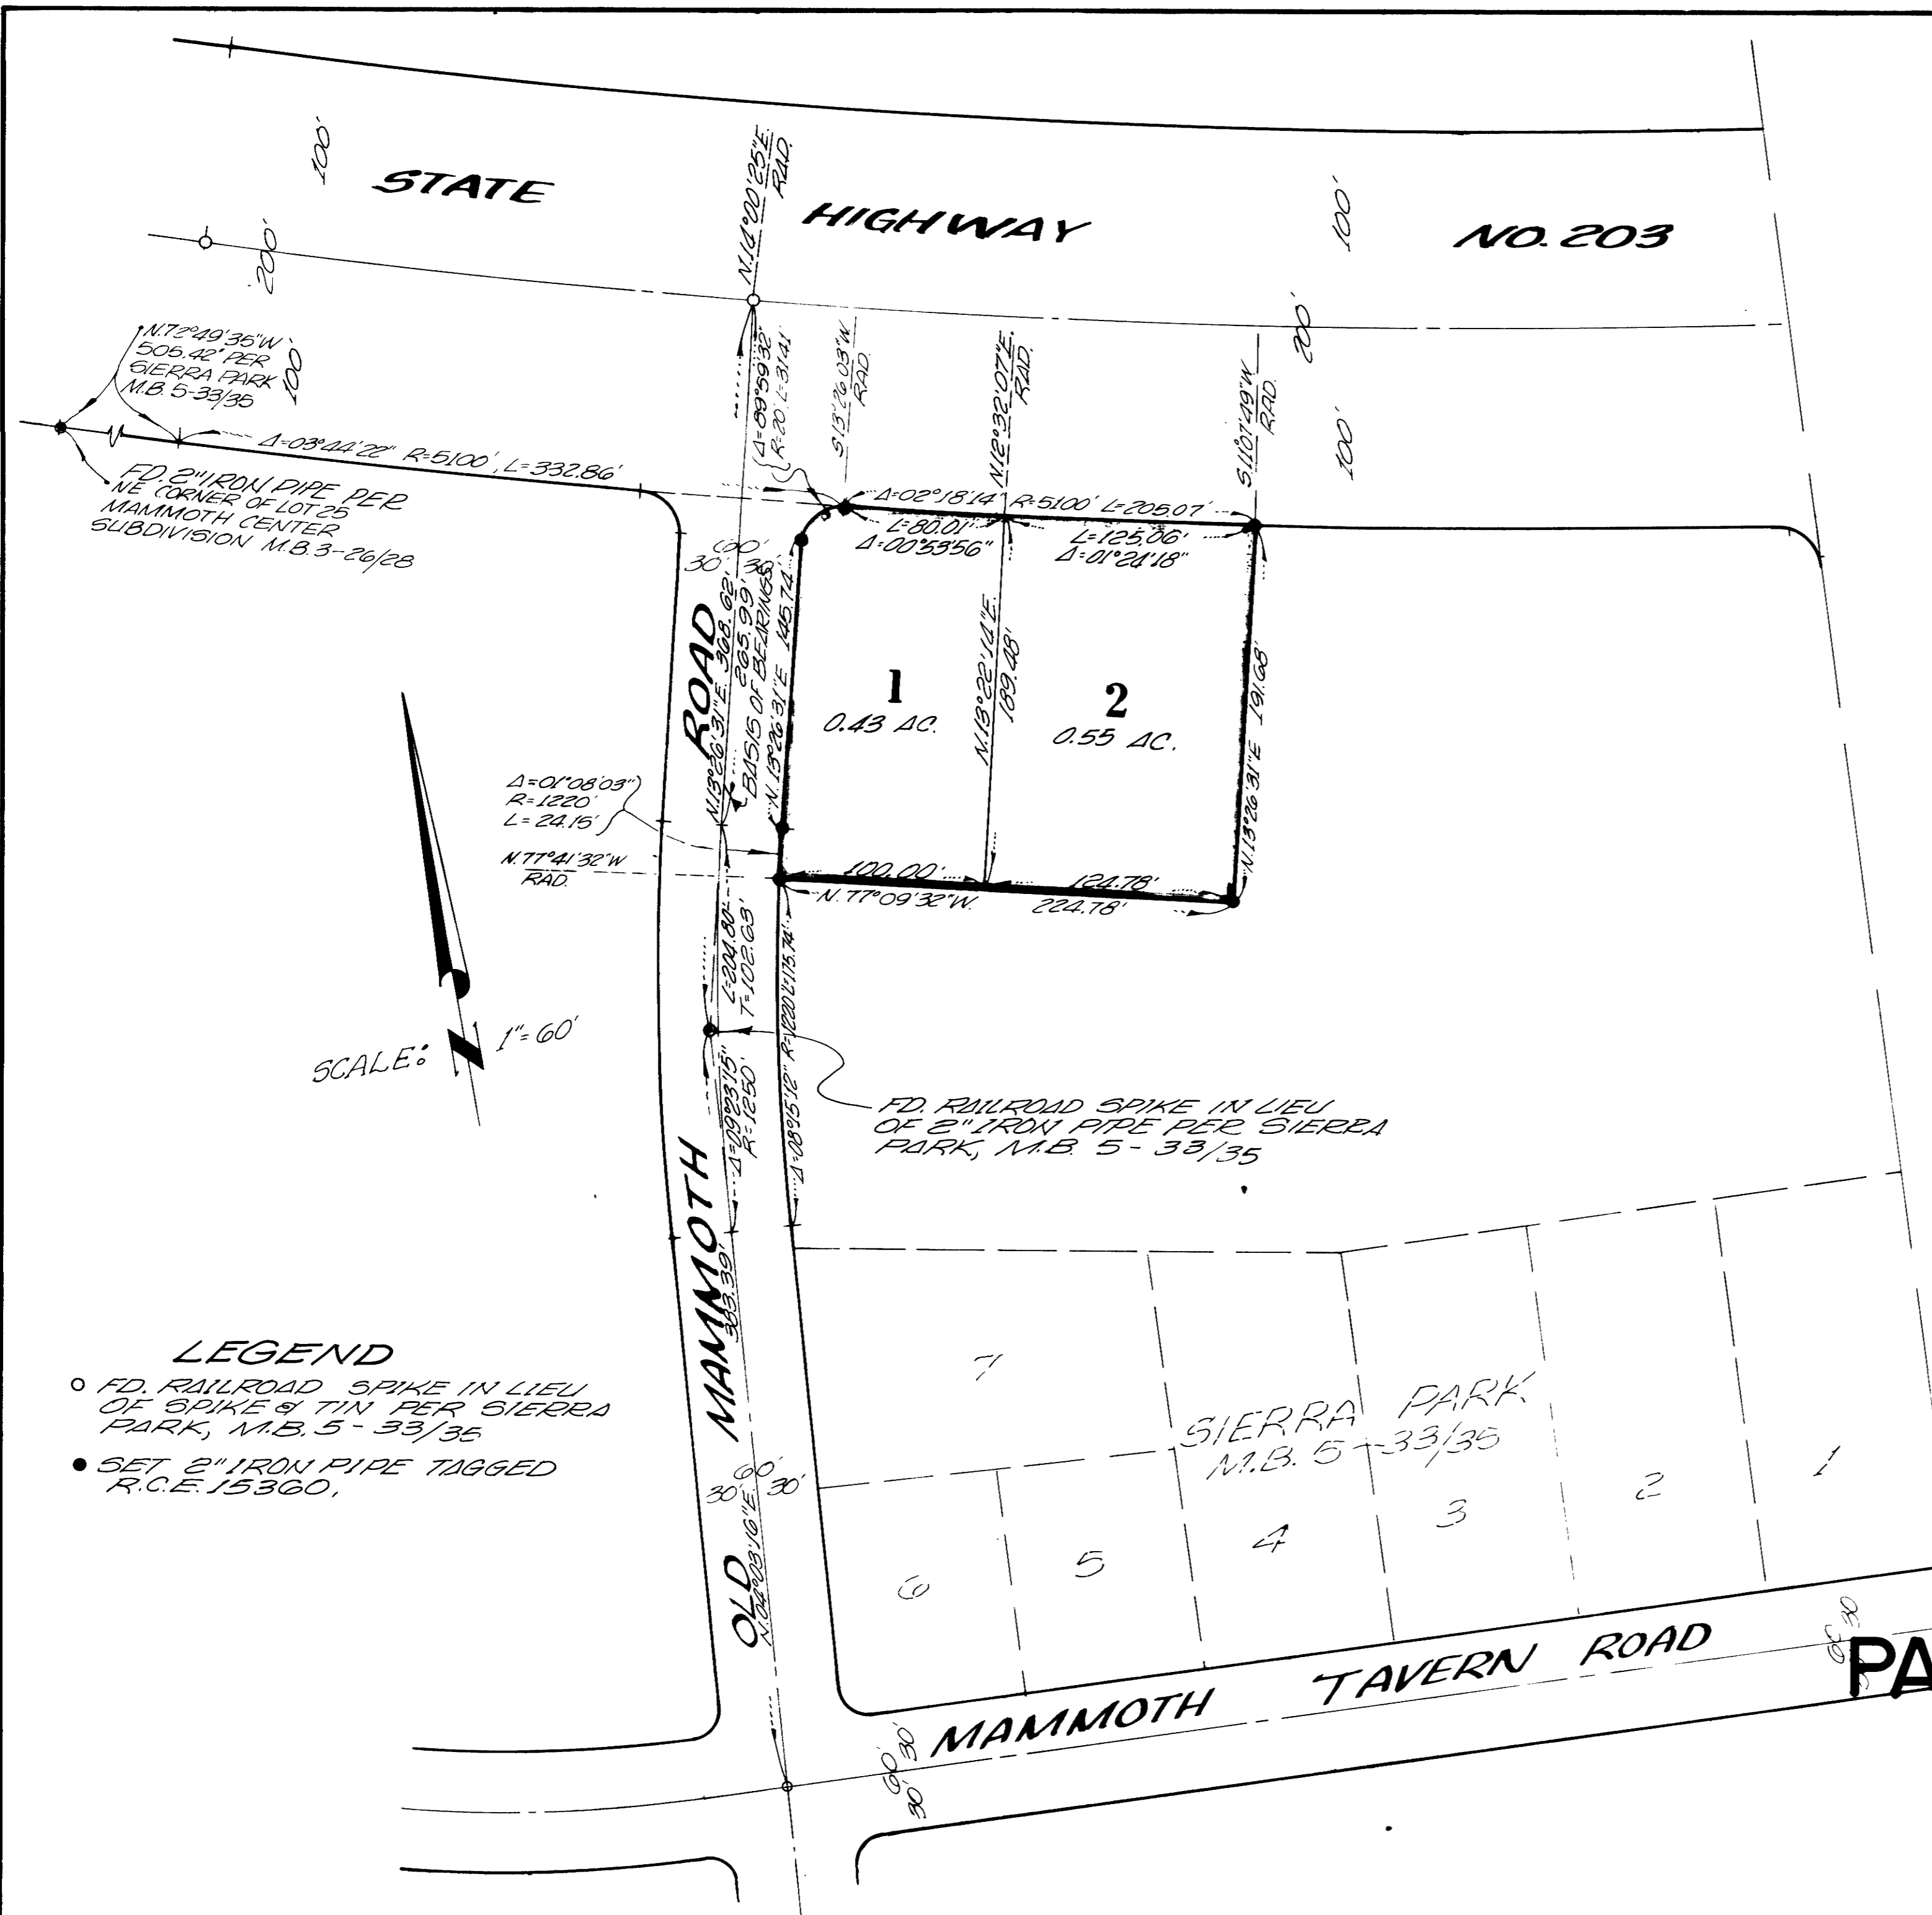 STATE HIGHWAY NO. 203
100'
200'
100'
N.14°00'25"E.
RAD.
100'
200'
100'
N.72°49'35"W
505.42' PER
SIERRA PARK
M.B. 5-33/35
Δ=03°44'22" R=5100', L=332.86'
FD. 2" IRON PIPE PER
NE CORNER OF LOT 25
MAMMOTH CENTER
SUBDIVISION M.B. 3-26/28
Δ=89°59'32"
R=20', L=31.41'
S.13°26'03"W
RAD.
N.12°32'07"E.
RAD.
S.11°07'49"W
RAD.
Δ=02°18'14" R=5100' L=205.07'
L=80.01'
Δ=00°53'56"
L=125.06'
Δ=01°24'18"
60'
30' 30'
N.13°26'31"E. 368.62'
265.99'
BASIS OF BEARINGS
N.13°26'31"E 145.74'
1
0.43 AC.
N.13°22'14"E.
189.48'
2
0.55 AC.
N.13°26'31"E 191.68'
Δ=01°08'03"
R=1220'
L=24.15'
N.77°41'32"W
RAD.
100.00'
124.78'
N.77°09'32"W.
224.78'
L=204.80'
T=102.63'
Δ=09°23'15"
R=1250'
Δ=08°15'12" R=1220' L=175.74'
SCALE: 1"=60'
N
FD. RAILROAD SPIKE IN LIEU
OF 2" IRON PIPE PER SIERRA
PARK, M.B. 5-33/35
OLD MAMMOTH ROAD
383.39'
N.04°03'16"E.
60'
30' 30'
LEGEND
FD. RAILROAD SPIKE IN LIEU
OF SPIKE & TIN PER SIERRA
PARK, M.B. 5-33/35
SET 2" IRON PIPE TAGGED
R.C.E. 15360.
7
SIERRA PARK
M.B. 5-33/35
6
5
4
3
2
1
MAMMOTH TAVERN ROAD
60'
30' 30'
60'
30
PA